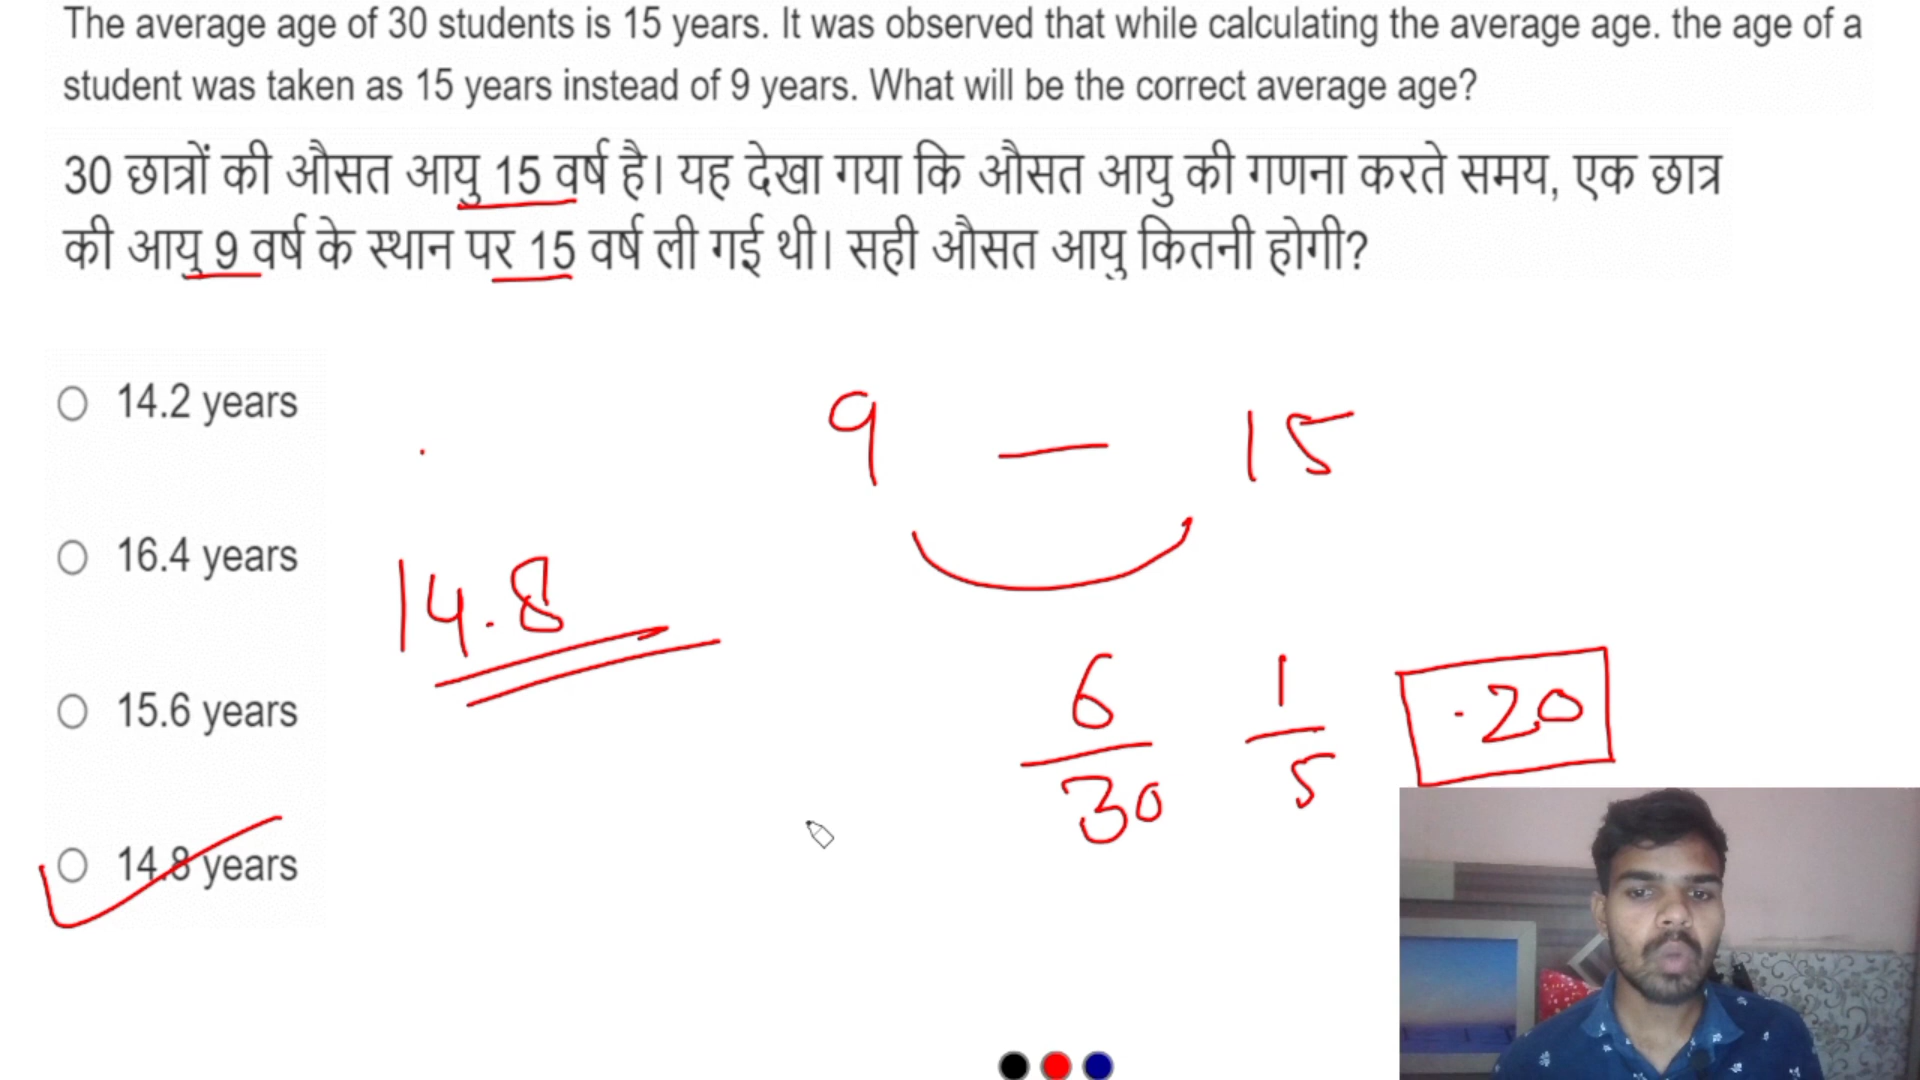 The average age of 30 students is 15 years. It was observed that while calculating the average age. the age of a
student was taken as 15 years instead of 9 years. What will be the correct average age?
30 छात्रों की औसत आयु 15 वर्ष है। यह देखा गया कि औसत आयु की गणना करते समय, एक छात्र
की आयु 9 वर्ष के स्थान पर 15 वर्ष ली गई थी। सही औसत आयु कितनी होगी?
14.2 years
9 — 15
16.4 years
14.8
15.6 years
6/30 1/5 .20
14.8 years